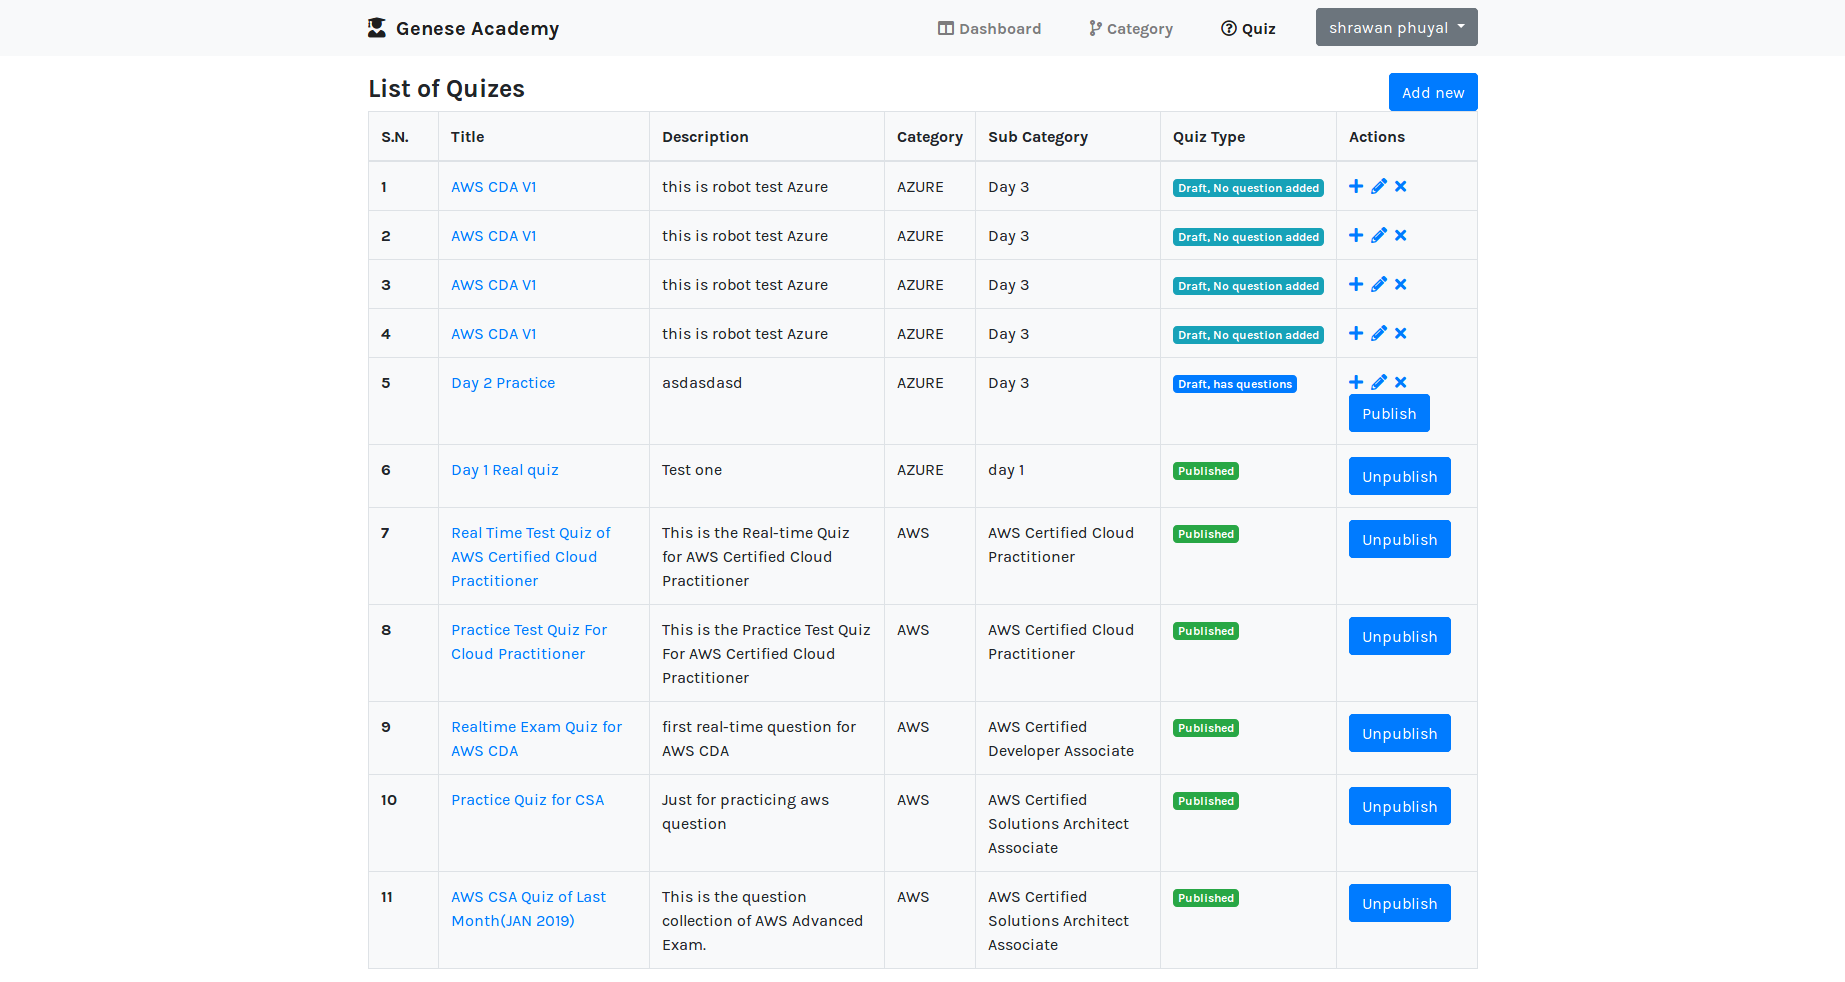 Genese Academy
Dashboard
Category
Quiz
shrawan phuyal
List of Quizes
Add new
S.N. Title Description Category Sub Category Quiz Type Actions
1 AWS CDA V1 this is robot test Azure AZURE Day 3 Draft, No question added
2 AWS CDA V1 this is robot test Azure AZURE Day 3 Draft, No question added
3 AWS CDA V1 this is robot test Azure AZURE Day 3 Draft, No question added
4 AWS CDA V1 this is robot test Azure AZURE Day 3 Draft, No question added
5 Day 2 Practice asdasdasd AZURE Day 3 Draft, has questions
Publish
6 Day 1 Real quiz Test one AZURE day 1 Published Unpublish
7 Real Time Test Quiz of This is the Real-time Quiz AWS AWS Certified Cloud Published Unpublish
AWS Certified Cloud for AWS Certified Cloud Practitioner
Practitioner Practitioner
8 Practice Test Quiz For This is the Practice Test Quiz AWS AWS Certified Cloud Published Unpublish
Cloud Practitioner For AWS Certified Cloud Practitioner
Practitioner
9 Realtime Exam Quiz for first real-time question for AWS AWS Certified Published Unpublish
AWS CDA AWS CDA Developer Associate
10 Practice Quiz for CSA Just for practicing aws AWS AWS Certified Published Unpublish
question Solutions Architect
Associate
11 AWS CSA Quiz of Last This is the question AWS AWS Certified Published Unpublish
Month(JAN 2019) collection of AWS Advanced Solutions Architect
Exam. Associate